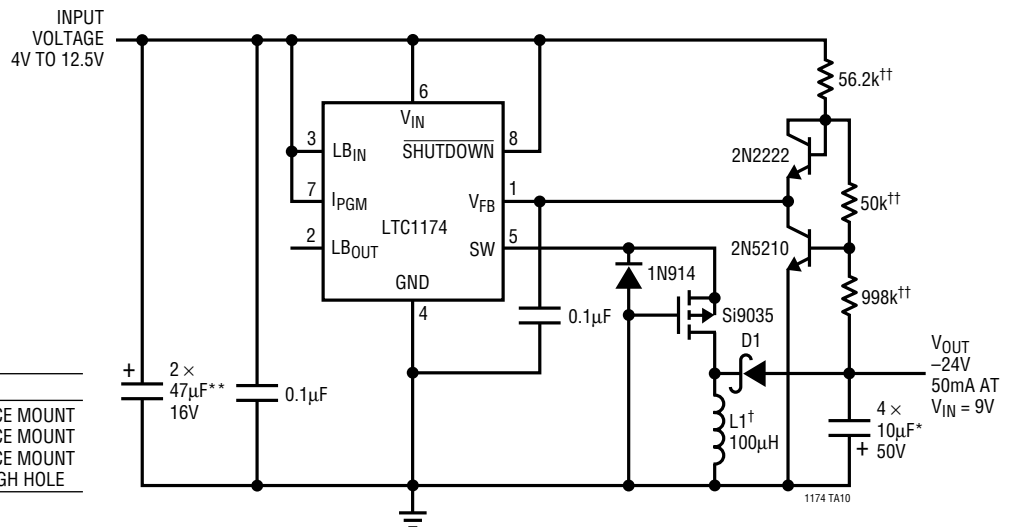 INPUT
VOLTAGE
4V TO 12.5V
6
VIN
3
LBIN
SHUTDOWN
8
7
IPGM
VFB
1
LTC1174
2
LBOUT
SW
5
GND
4
+
2 ×
47µF**
16V
0.1µF
0.1µF
1N914
Si9035
D1
L1†
100µH
56.2k††
2N2222
50k††
2N5210
998k††
VOUT
–24V
50mA AT
VIN = 9V
4 ×
10µF*
50V
+
CE MOUNT
CE MOUNT
CE MOUNT
GH HOLE
1174 TA10